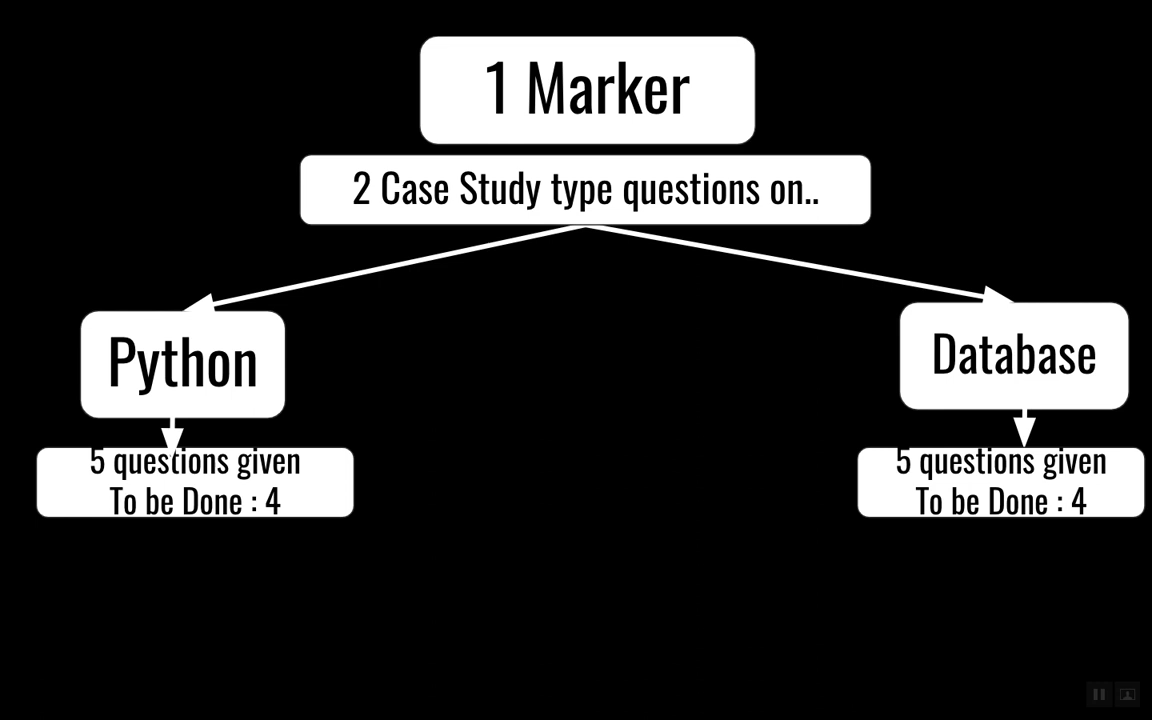 1 Marker
2 Case Study type questions on..
Python
Database
5 questions given
To be Done : 4
5 questions given
To be Done : 4